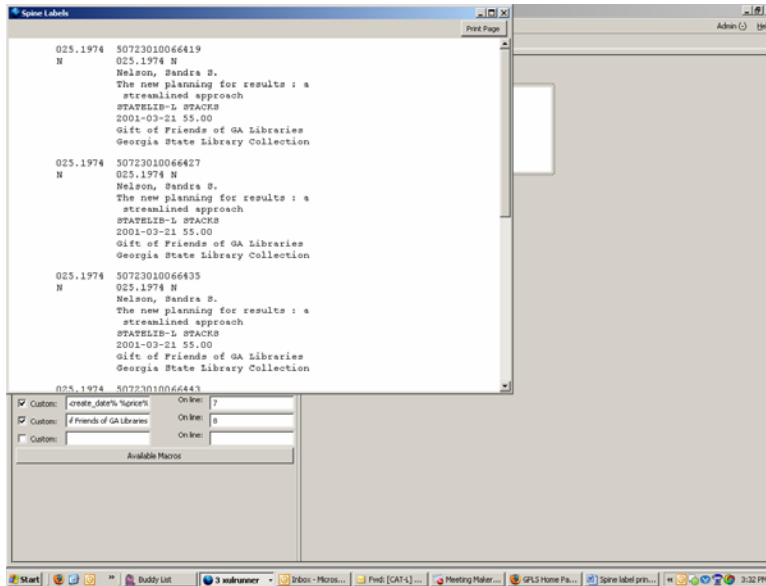 Spine Labels
Admin (-) He
Print Page
025.1974 50723010066419
N 025.1974 N
Nelson, Sandra S.
The new planning for results : a
streamlined approach
STATELIB-L STACKS
2001-03-21 55.00
Gift of Friends of GA Libraries
Georgia State Library Collection
025.1974 50723010066427
N 025.1974 N
Nelson, Sandra S.
The new planning for results : a
streamlined approach
STATELIB-L STACKS
2001-03-21 55.00
Gift of Friends of GA Libraries
Georgia State Library Collection
025.1974 50723010066435
N 025.1974 N
Nelson, Sandra S.
The new planning for results : a
streamlined approach
STATELIB-L STACKS
2001-03-21 55.00
Gift of Friends of GA Libraries
Georgia State Library Collection
025.1974 50723010066443
Custom: create_date% %price% On line: 7
Custom: f Friends of GA Libraries On line: 8
Custom: On line:
Available Macros
Start » Buddy List 3 xulrunner Inbox - Micros... Fwd: [CAT-L] ... Meeting Maker... GPLS Home Pa... Spine label prin... « 3:32 PM